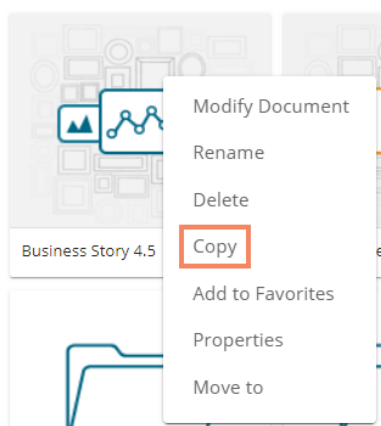 Modify Document
Rename
Delete
Business Story 4.5
Copy
Add to Favorites
Properties
Move to